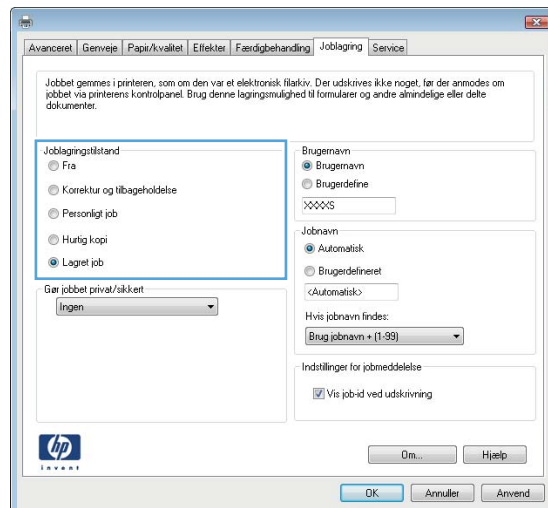 Avanceret Genveje Papir/kvalitet Effekter Færdigbehandling Joblagring Service
Jobbet gemmes i printeren, som om den var et elektronisk filarkiv. Der udskrives ikke noget, før der anmodes om
jobbet via printerens kontrolpanel. Brug denne lagringsmulighed til formularer og andre almindelige eller delte
dokumenter.
Joblagringstilstand
Fra
Korrektur og tilbageholdelse
Personligt job
Hurtig kopi
Lagret job
Gør jobbet privat/sikkert
Ingen
Brugernavn
Brugernavn
Brugerdefine
XXXXS
Jobnavn
Automatisk
Brugerdefineret
<Automatisk>
Hvis jobnavn findes:
Brug jobnavn + (1-99)
Indstillinger for jobmeddelelse
Vis job-id ved udskrivning
hp
invent
Om... Hjælp
OK Annuller Anvend